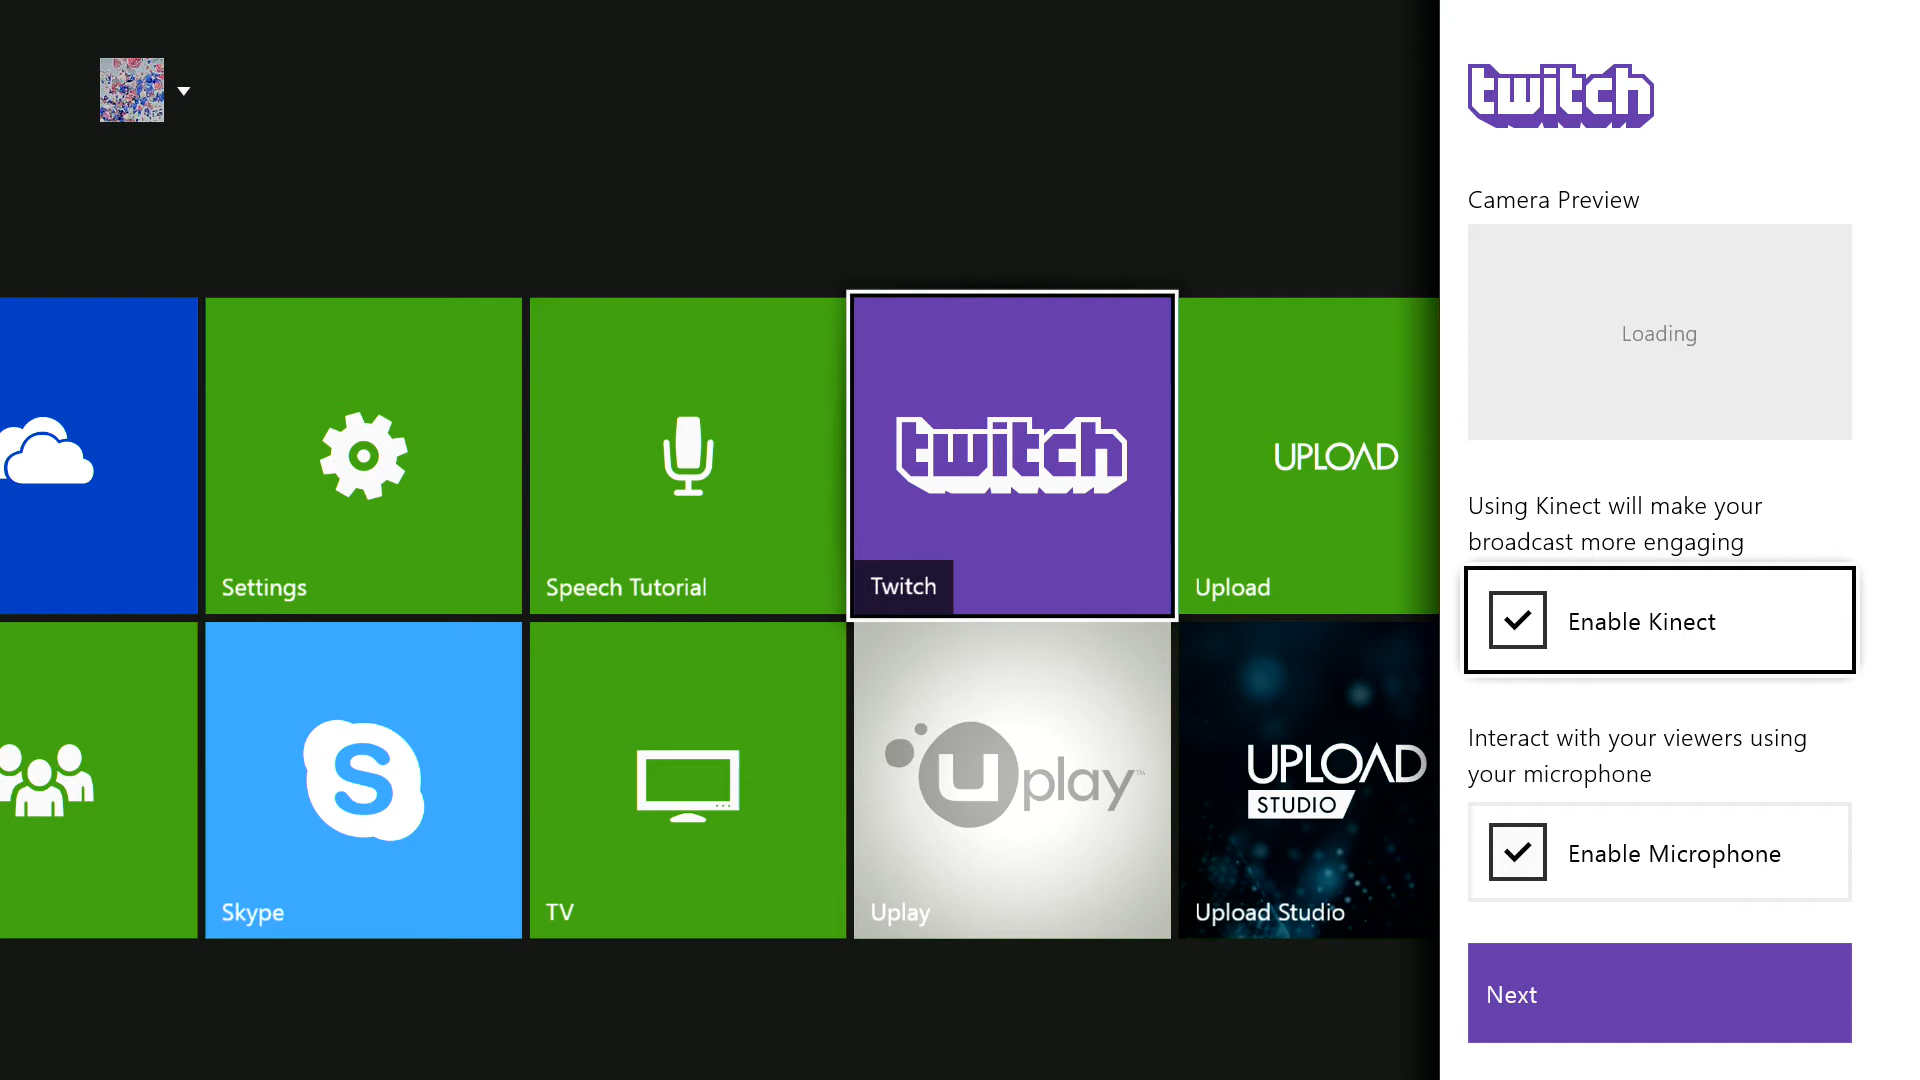 twitch
Camera Preview
Loading
Using Kinect will make your
broadcast more engaging
Enable Kinect
Interact with your viewers using
your microphone
Enable Microphone
Next
Settings
Speech Tutorial
twitch
Twitch
UPLOAD
Upload
S
Skype
TV
U play™
Uplay
UPLOAD
STUDIO
Upload Studio